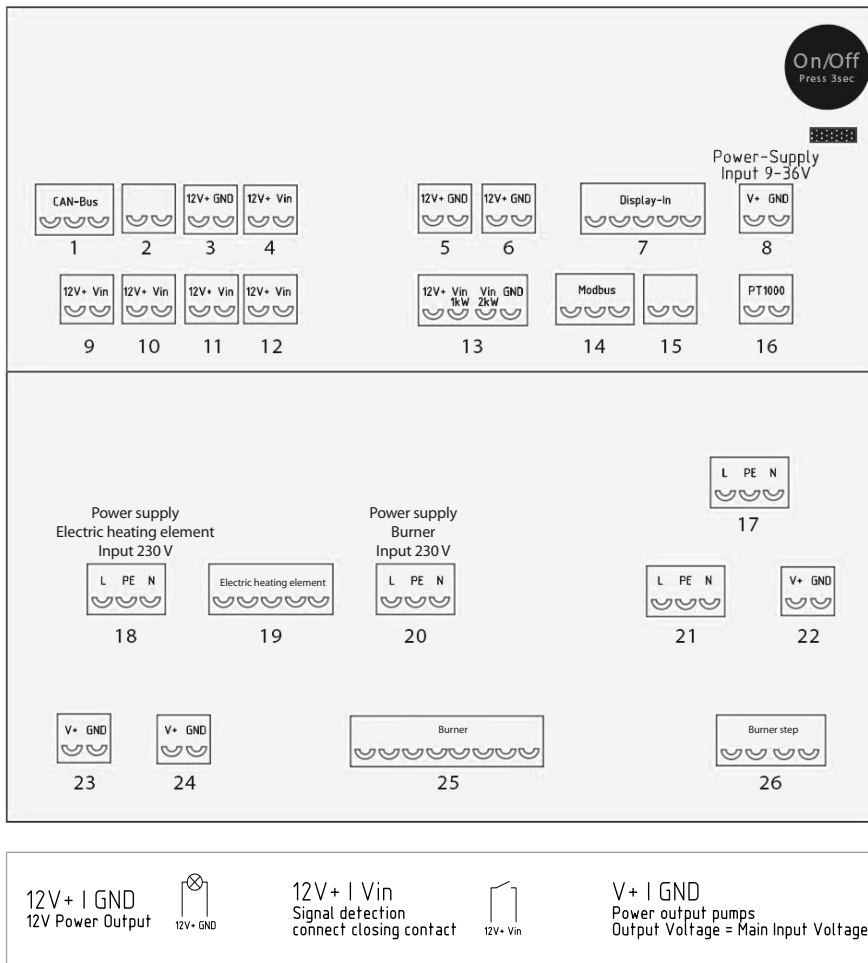 On/Off
Press 3sec
Power-Supply
Input 9-36V
CAN-Bus
12V+ GND
12V+ Vin
12V+ GND
12V+ GND
Display-In
V+ GND
1 2 3 4 5 6 7 8
12V+ Vin
12V+ Vin
12V+ Vin
12V+ Vin
12V+ Vin Vin GND
1kW 2kW
Modbus
PT1000
9 10 11 12 13 14 15 16
L PE N
17
Power supply
Electric heating element
Input 230 V
Power supply
Burner
Input 230 V
L PE N
Electric heating element
L PE N
L PE N
V+ GND
18 19 20 21 22
V+ GND
V+ GND
Burner
Burner step
23 24 25 26
12V+ | GND
12V Power Output
12V+ GND
12V+ | Vin
Signal detection
connect closing contact
12V+ Vin
V+ | GND
Power output pumps
Output Voltage = Main Input Voltage